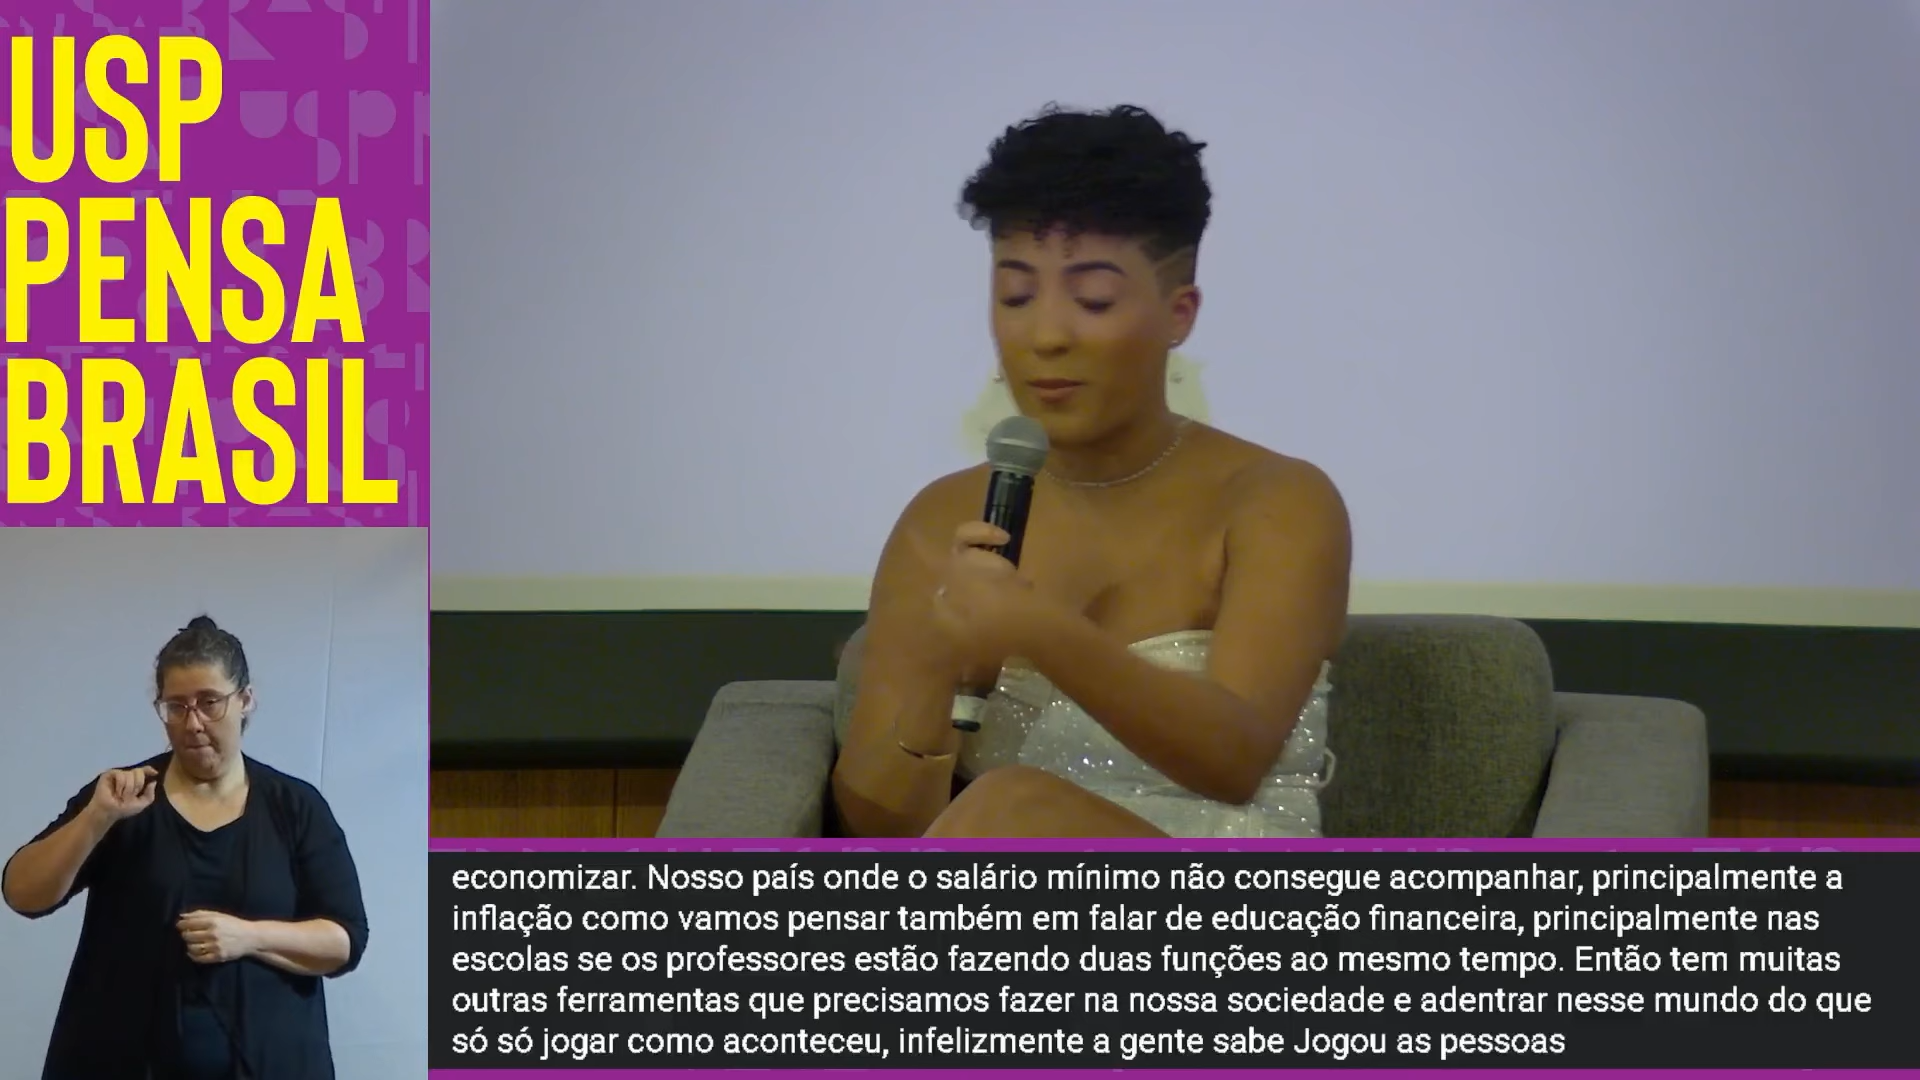 USP
PENSA
BRASIL
economizar. Nosso país onde o salário mínimo não consegue acompanhar, principalmente a
inflação como vamos pensar também em falar de educação financeira, principalmente nas
escolas se os professores estão fazendo duas funções ao mesmo tempo. Então tem muitas
outras ferramentas que precisamos fazer na nossa sociedade e adentrar nesse mundo do que
só só jogar como aconteceu, infelizmente a gente sabe Jogou as pessoas